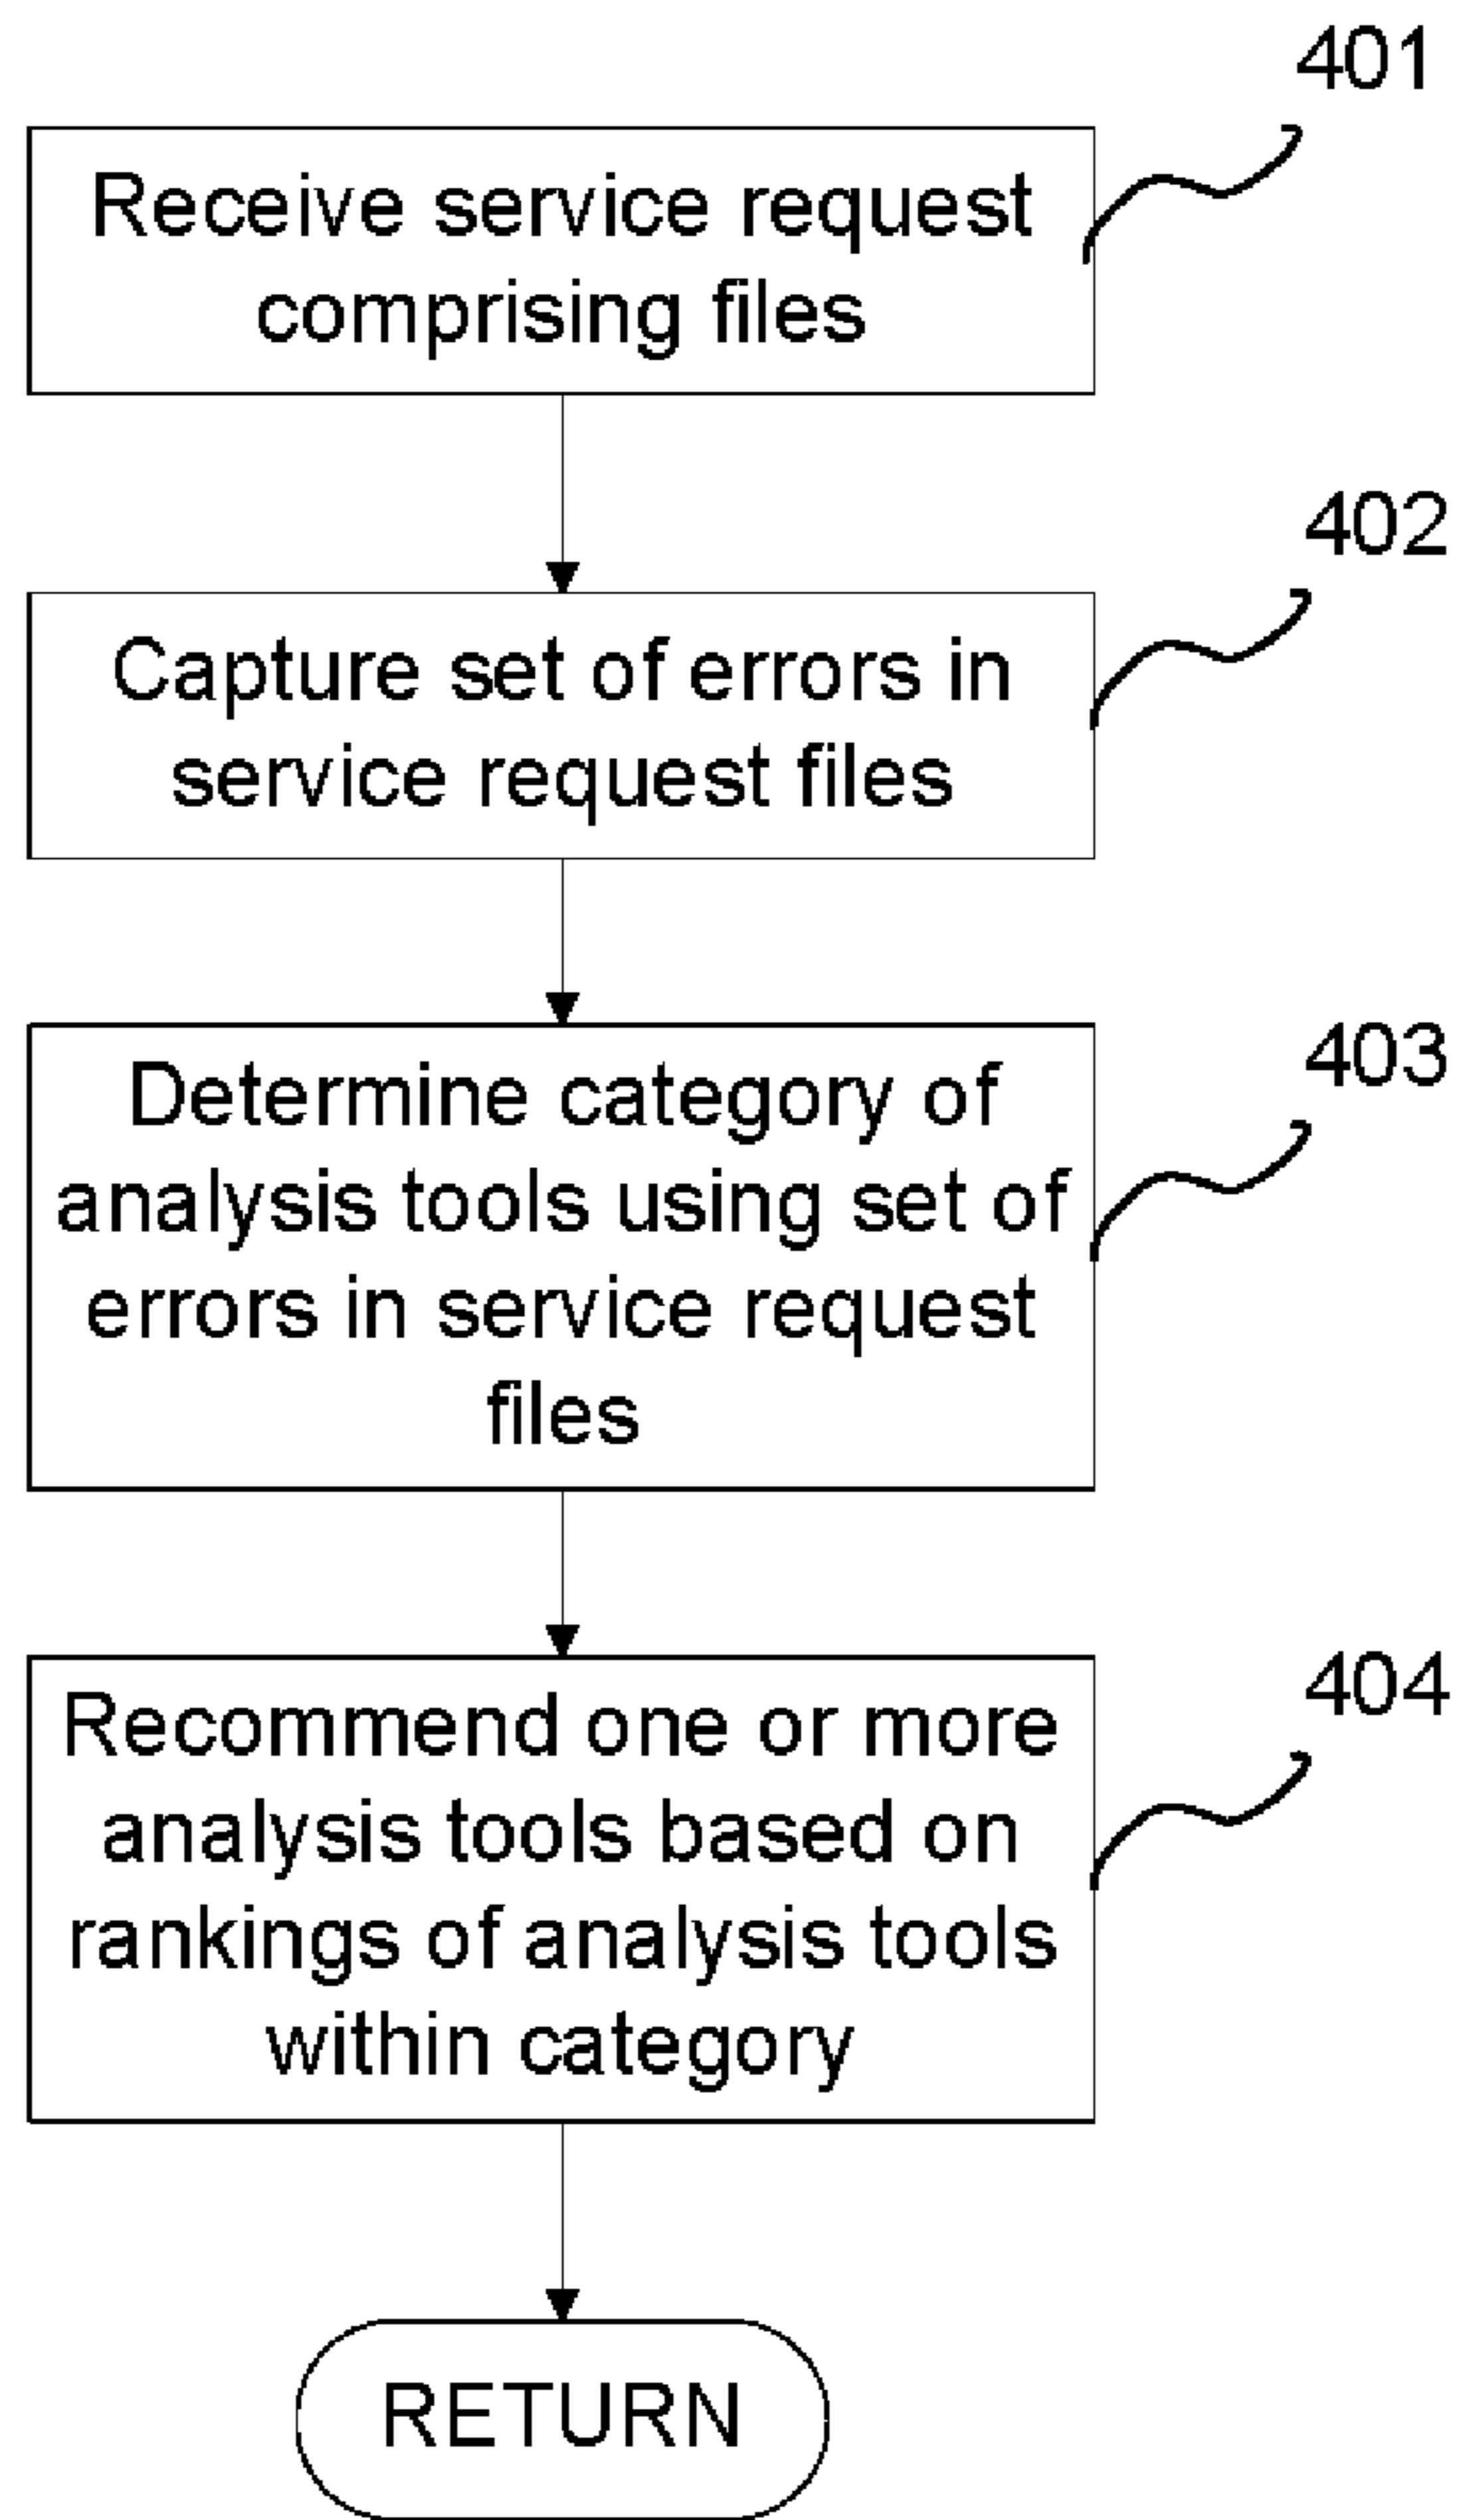 401
Receive service request
comprising files
402
Capture set of errors in
service request files
403
Determine category of
analysis tools using set of
errors in service request
files
404
Recommend one or more
analysis tools based on
rankings of analysis tools
within category
RETURN